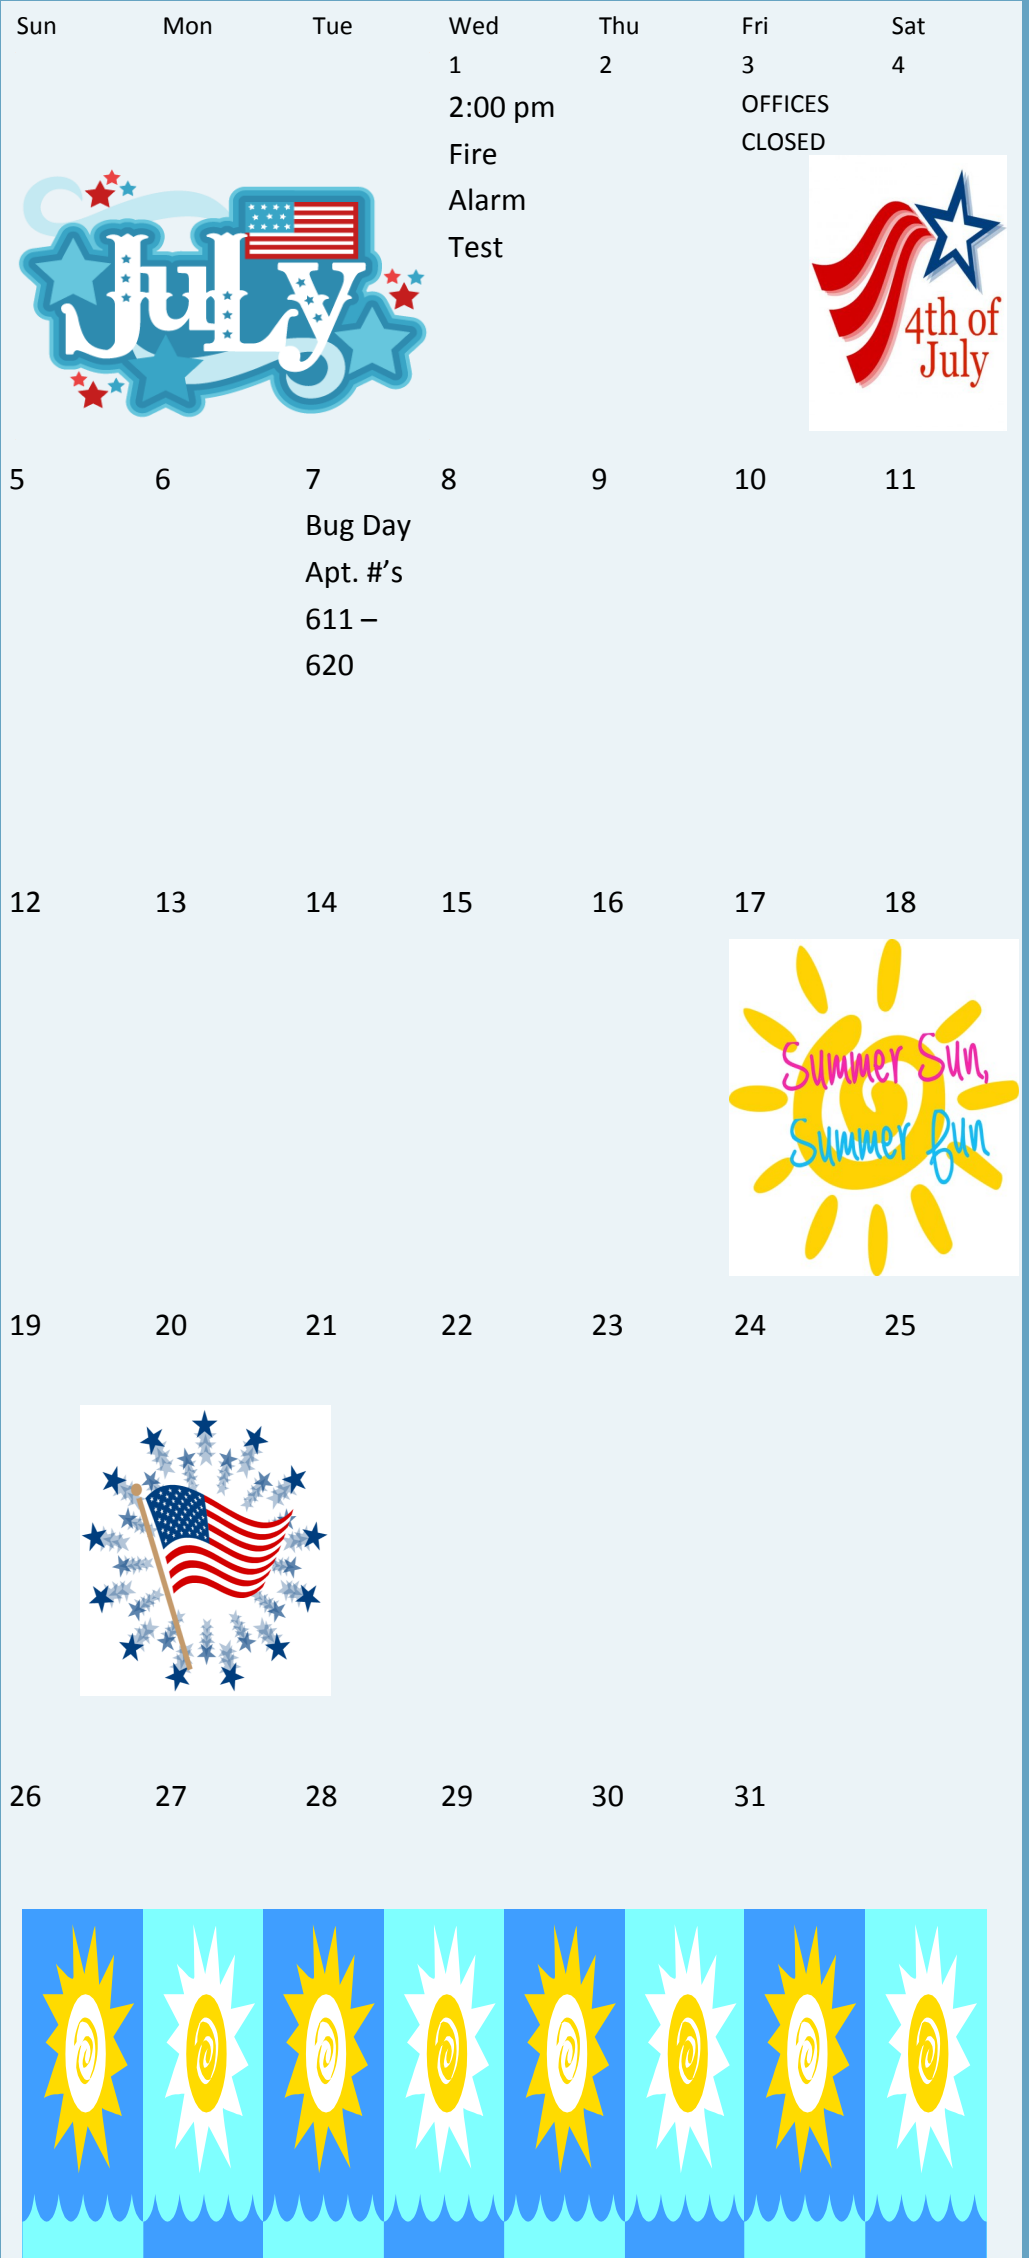 Sun Mon Tue Wed Thu Fri Sat
1 2 3 4
2:00 pm
Fire
Alarm
Test
OFFICES
CLOSED
July
4th of
July
5 6 7 8 9 10 11
Bug Day
Apt. #’s
611 –
620
12 13 14 15 16 17 18
Summer Sun,
Summer fun
19 20 21 22 23 24 25
26 27 28 29 30 31